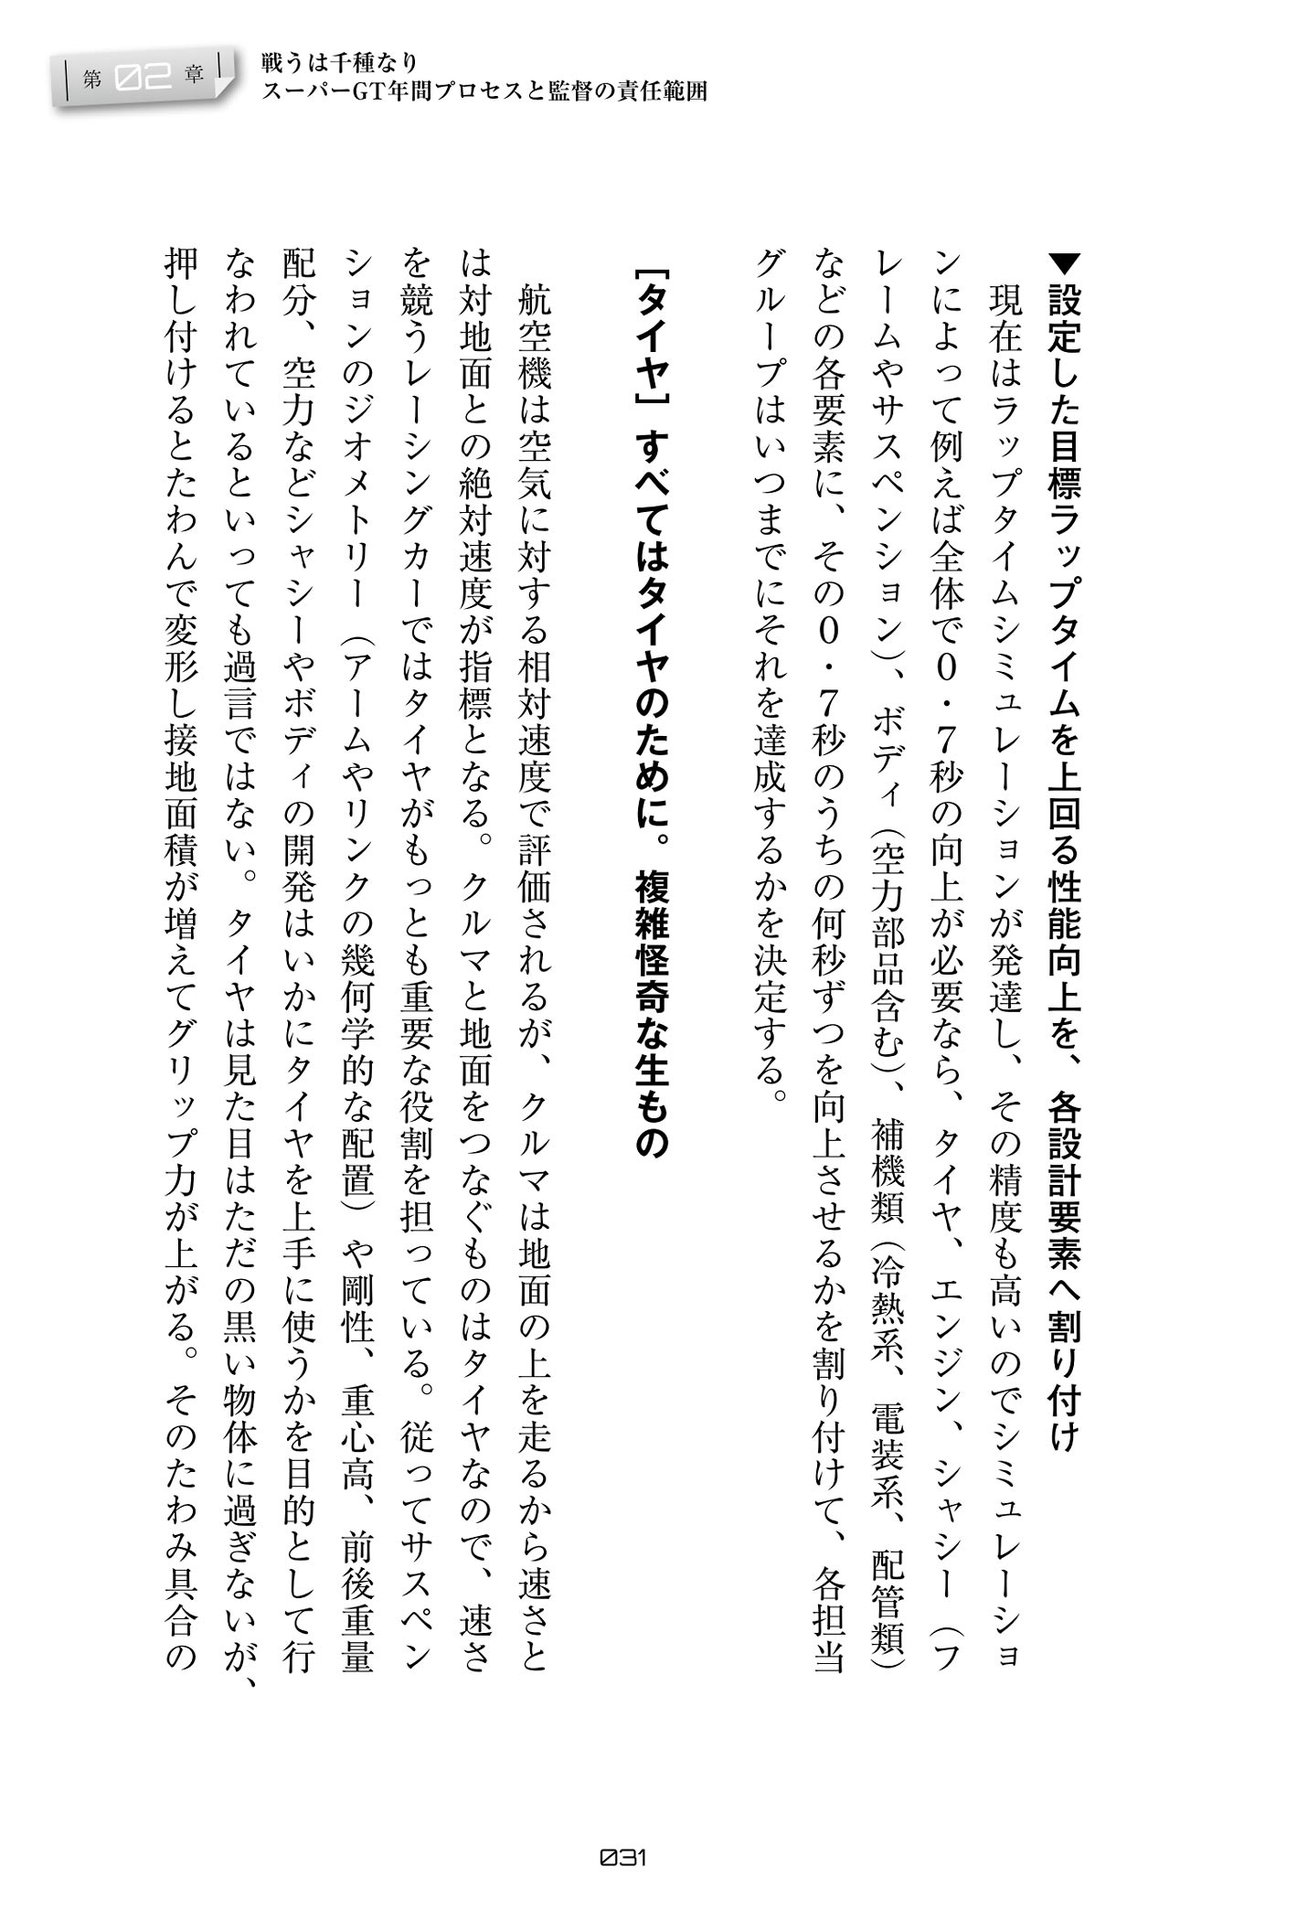 第02章
戦うは千種なり
スーパーGT年間プロセスと監督の責任範囲
▼設定した目標ラップタイムを上回る性能向上を、各設計要素へ割り付け
　現在はラップタイムシミュレーションが発達し、その精度も高いのでシミュレーショ
ンによって例えば全体で0・7秒の向上が必要なら、タイヤ、エンジン、シャシー（フ
レームやサスペンション）、ボディ（空力部品含む）、補機類（冷熱系、電装系、配管類）
などの各要素に、その0・7秒のうちの何秒ずつを向上させるかを割り付けて、各担当
グループはいつまでにそれを達成するかを決定する。
［タイヤ］すべてはタイヤのために。複雑怪奇な生もの
　航空機は空気に対する相対速度で評価されるが、クルマは地面の上を走るから速さと
は対地面との絶対速度が指標となる。クルマと地面をつなぐものはタイヤなので、速さ
を競うレーシングカーではタイヤがもっとも重要な役割を担っている。従ってサスペン
ションのジオメトリー（アームやリンクの幾何学的な配置）や剛性、重心高、前後重量
配分、空力などシャシーやボディの開発はいかにタイヤを上手に使うかを目的として行
なわれているといっても過言ではない。タイヤは見た目はただの黒い物体に過ぎないが、
押し付けるとたわんで変形し接地面積が増えてグリップ力が上がる。そのたわみ具合の
031